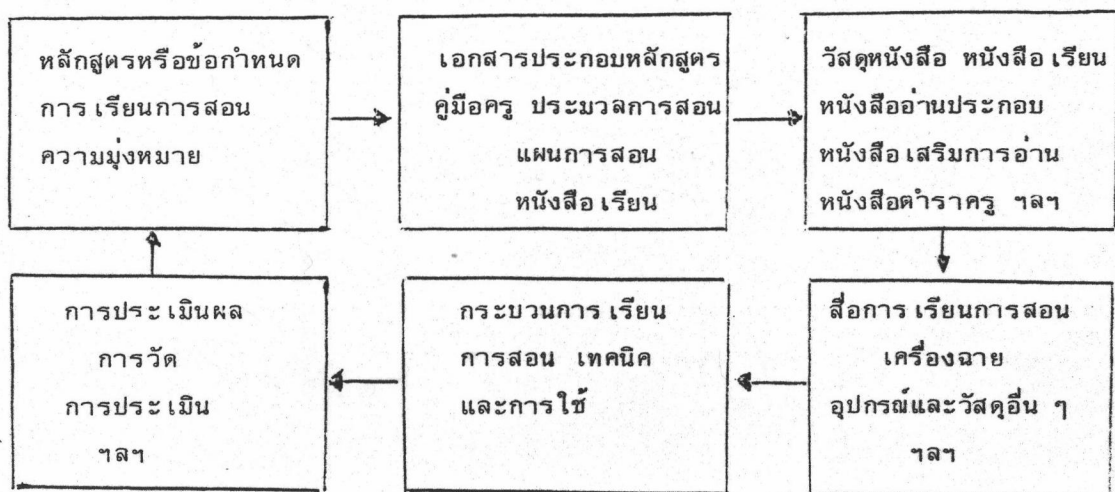 หลักสูตรหรือข้อกำหนด
การเรียนการสอน
ความมุ่งหมาย
เอกสารประกอบหลักสูตร
คู่มือครู ประมวลการสอน
แผนการสอน
หนังสือเรียน
วัสดุหนังสือ หนังสือเรียน
หนังสืออ่านประกอบ
หนังสือเสริมการอ่าน
หนังสือตำราครู ฯลฯ
สื่อการเรียนการสอน
เครื่องฉาย
อุปกรณ์และวัสดุอื่น ๆ
ฯลฯ
กระบวนการเรียน
การสอน เทคนิค
และการใช้
การประเมินผล
การวัด
การประเมิน
ฯลฯ